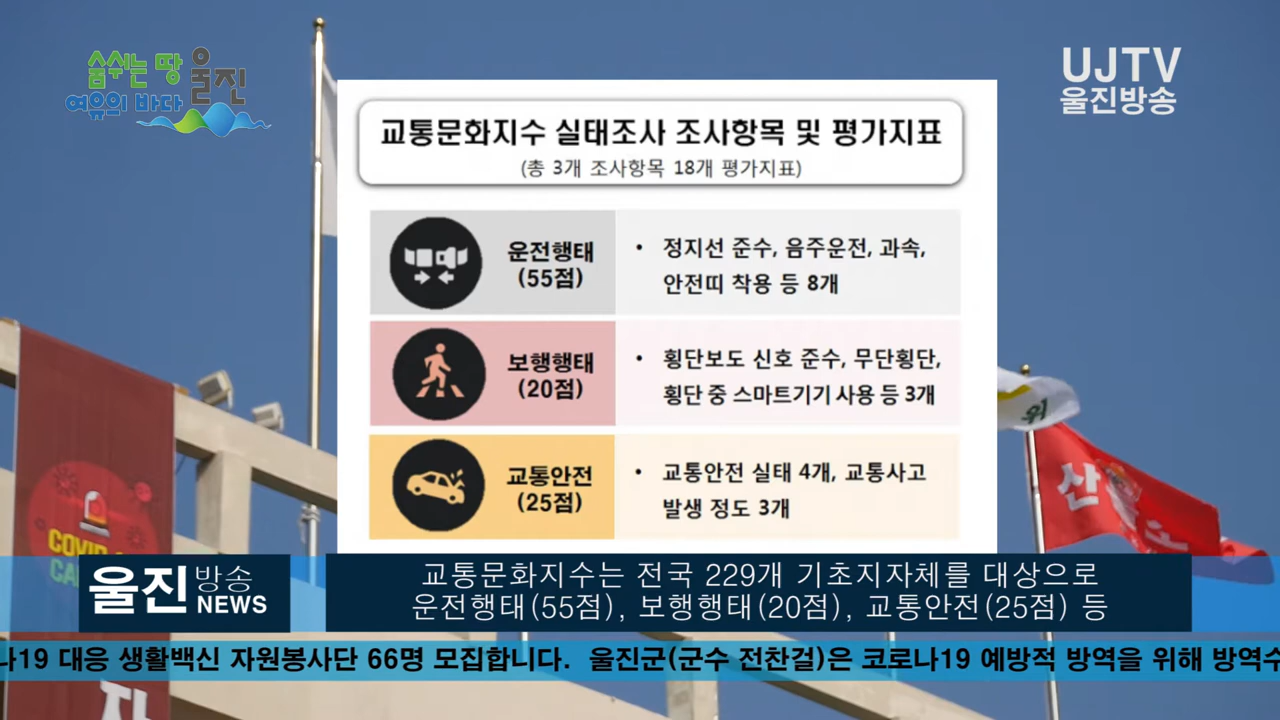 숨쉬는 땅
여유의 바다
울진
UJTV
울진방송
교통문화지수 실태조사 조사항목 및 평가지표
(총 3개 조사항목 18개 평가지표)
운전행태
(55점)
• 정지선 준수, 음주운전, 과속,
안전띠 착용 등 8개
보행행태
(20점)
• 횡단보도 신호 준수, 무단횡단,
횡단 중 스마트기기 사용 등 3개
교통안전
(25점)
• 교통안전 실태 4개, 교통사고
발생 정도 3개
위
산
소
COVID
CA
울진 방송
NEWS
교통문화지수는 전국 229개 기초지자체를 대상으로
운전행태(55점), 보행행태(20점), 교통안전(25점) 등
나19 대응 생활백신 자원봉사단 66명 모집합니다. 울진군(군수 전찬걸)은 코로나19 예방적 방역을 위해 방역수
자